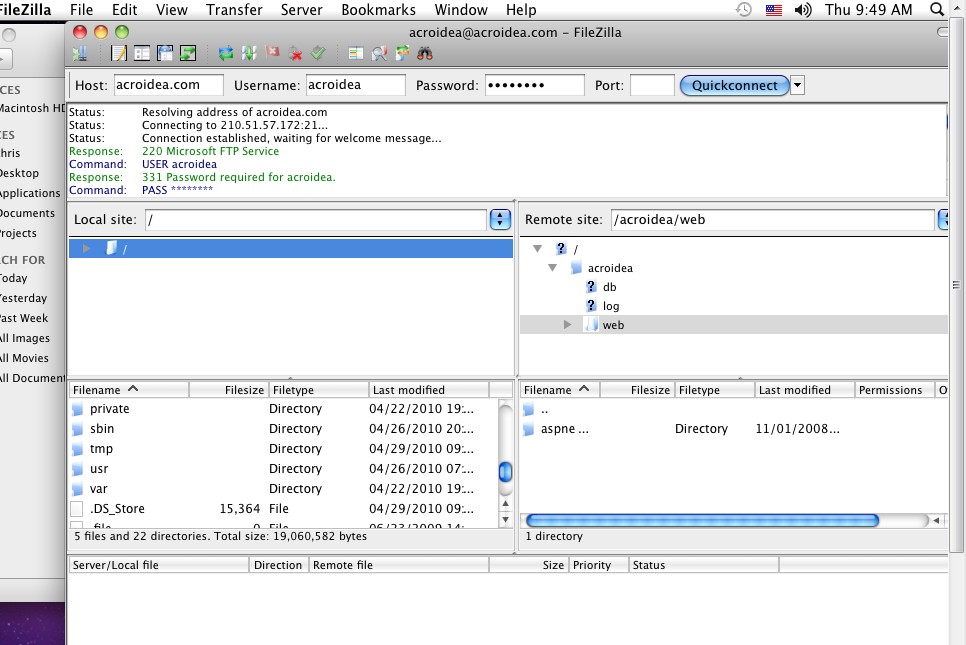 FileZilla File Edit View Transfer Server Bookmarks Window Help Thu 9:49 AM
acroidea@acroidea.com – FileZilla
Host: acroidea.com Username: acroidea Password: •••••••• Port: Quickconnect
Status: Resolving address of acroidea.com
Status: Connecting to 210.51.57.172:21...
Status: Connection established, waiting for welcome message...
Response: 220 Microsoft FTP Service
Command: USER acroidea
Response: 331 Password required for acroidea.
Command: PASS ********
CES
Macintosh HD
CES
hris
Desktop
Applications
Documents
Projects
CH FOR
Today
Yesterday
Past Week
All Images
All Movies
All Document
Local site: /
/
Remote site: /acroidea/web
/
acroidea
db
log
web
Filename Filesize Filetype Last modified
private Directory 04/22/2010 19:...
sbin Directory 04/26/2010 20:...
tmp Directory 04/29/2010 09:...
usr Directory 04/26/2010 07:...
var Directory 04/22/2010 19:...
.DS_Store 15,364 File 04/29/2010 09:...
.file 0 File 06/23/2009 14:...
5 files and 22 directories. Total size: 19,060,582 bytes
Filename Filesize Filetype Last modified Permissions O
..
aspne ... Directory 11/01/2008...
1 directory
Server/Local file Direction Remote file Size Priority Status